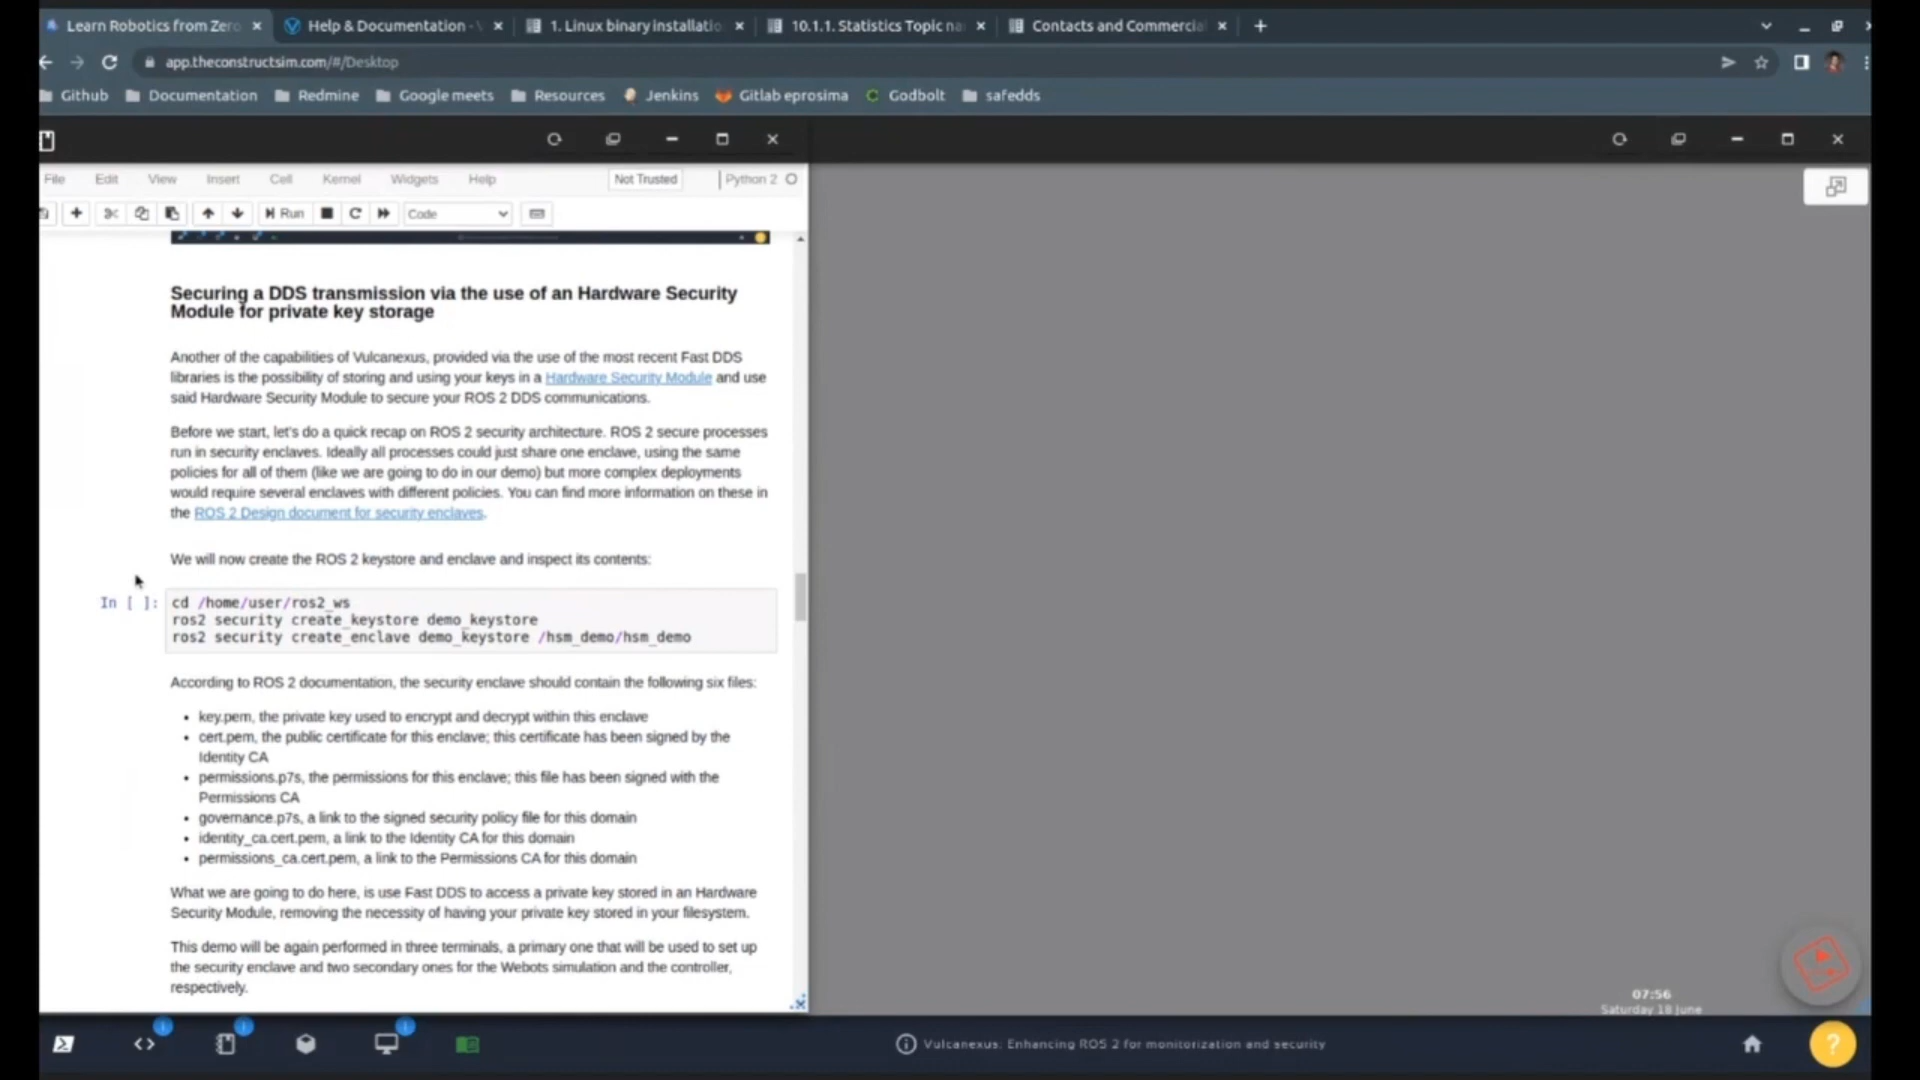 Learn Robotics from Zero
Help & Documentation -
1. Linux binary installatio
10.1.1. Statistics Topic na
Contacts and Commercia
app.theconstructsim.com/#/Desktop
Github
Documentation
Redmine
Google meets
Resources
Jenkins
Gitlab eprosima
Godbolt
safedds
File
Edit
View
Insert
Cell
Kernel
Widgets
Help
Not Trusted
Python 2
Run
Code
Securing a DDS transmission via the use of an Hardware Security
Module for private key storage
Another of the capabilities of Vulcanexus, provided via the use of the most recent Fast DDS
libraries is the possibility of storing and using your keys in a Hardware Security Module and use
said Hardware Security Module to secure your ROS 2 DDS communications.
Before we start, let's do a quick recap on ROS 2 security architecture. ROS 2 secure processes
run in security enclaves. Ideally all processes could just share one enclave, using the same
policies for all of them (like we are going to do in our demo) but more complex deployments
would require several enclaves with different policies. You can find more information on these in
the ROS 2 Design document for security enclaves.
We will now create the ROS 2 keystore and enclave and inspect its contents:
In [ ]:
cd /home/user/ros2_ws
ros2 security create_keystore demo_keystore
ros2 security create_enclave demo_keystore /hsm_demo/hsm_demo
According to ROS 2 documentation, the security enclave should contain the following six files:
• key.pem, the private key used to encrypt and decrypt within this enclave
• cert.pem, the public certificate for this enclave; this certificate has been signed by the
Identity CA
• permissions.p7s, the permissions for this enclave; this file has been signed with the
Permissions CA
• governance.p7s, a link to the signed security policy file for this domain
• identity_ca.cert.pem, a link to the Identity CA for this domain
• permissions_ca.cert.pem, a link to the Permissions CA for this domain
What we are going to do here, is use Fast DDS to access a private key stored in an Hardware
Security Module, removing the necessity of having your private key stored in your filesystem.
This demo will be again performed in three terminals, a primary one that will be used to set up
the security enclave and two secondary ones for the Webots simulation and the controller,
respectively.
07:56
Saturday 18 June
Vulcanexus: Enhancing ROS 2 for monitorization and security
?